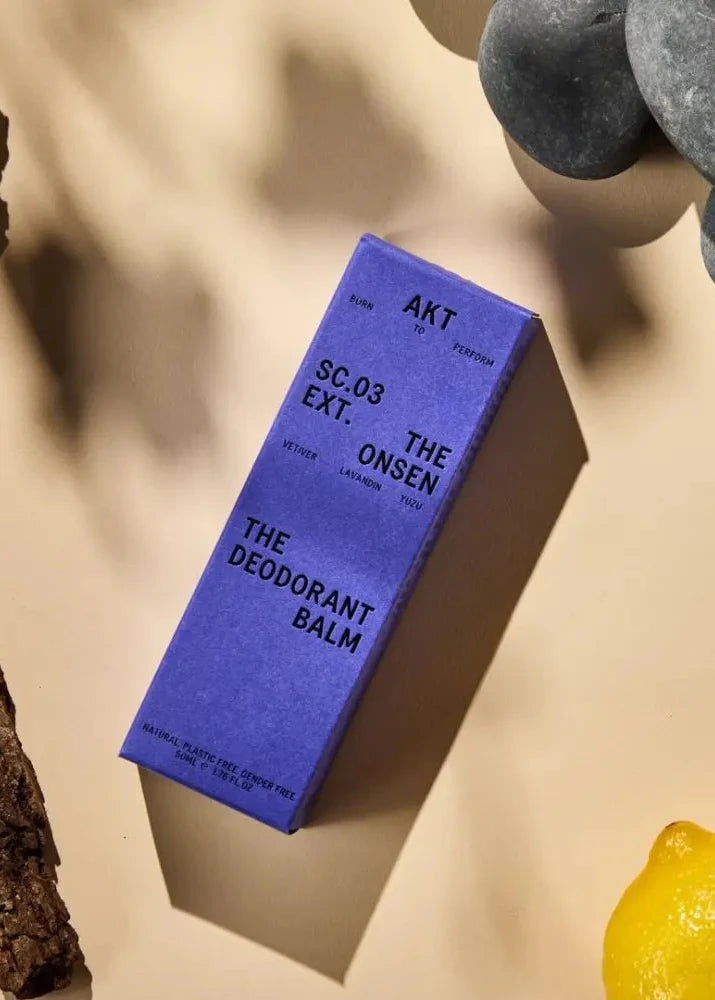 AKT
BURN TO PERFORM
SC.03
EXT.
THE
ONSEN
VETIVER LAVANDIN YUZU
THE
DEODORANT
BALM
NATURAL, PLASTIC FREE, GENDER FREE
50ML e 1.76 FL.OZ